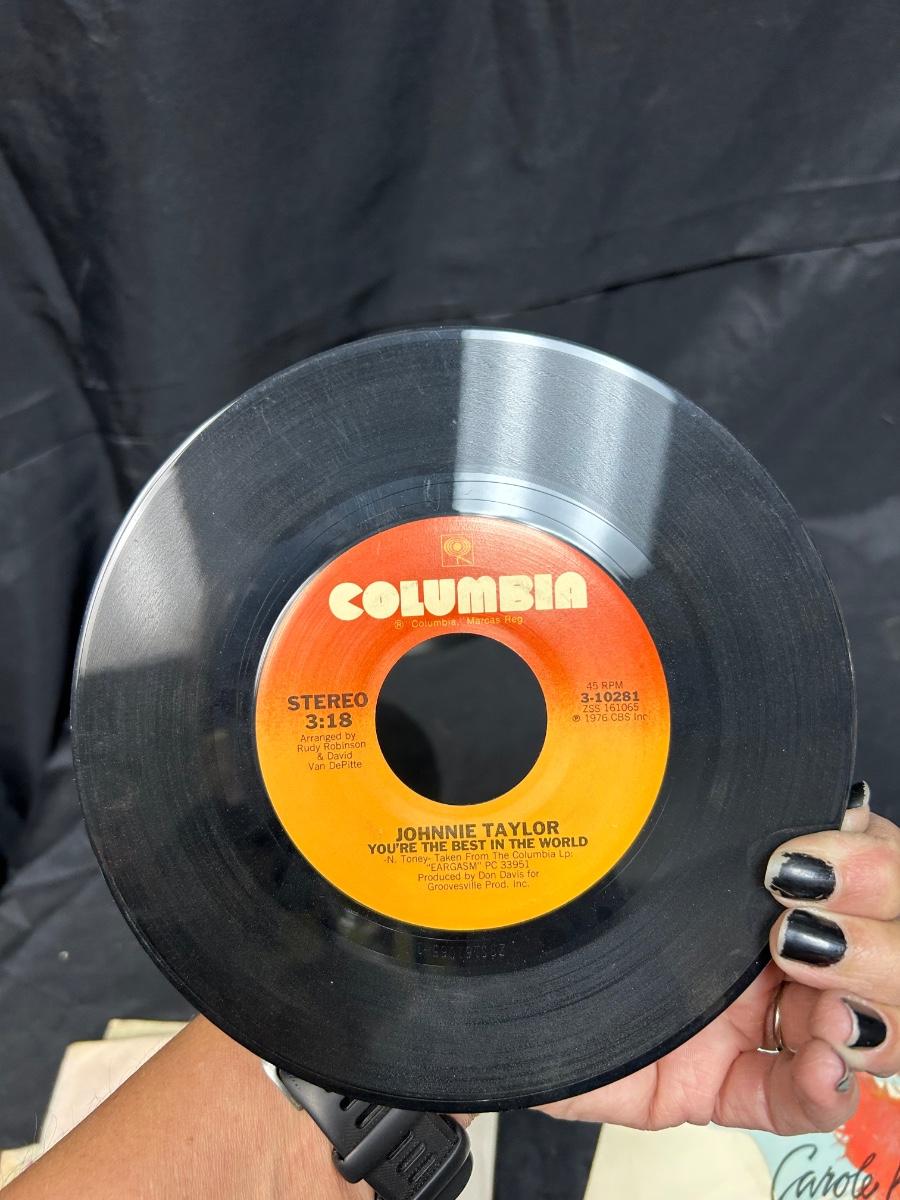 COLUMBIA
® "Columbia," Marcas Reg.
STEREO
3:18
Arranged by
Rudy Robinson
& David
Van DePitte
45 RPM
3-10281
ZSS 161065
℗ 1976 CBS Inc
JOHNNIE TAYLOR
YOU'RE THE BEST IN THE WORLD
-N. Toney- Taken From The Columbia Lp:
"EARGASM" PC 33951
Produced by Don Davis for
Groovesville Prod. Inc.
Carole